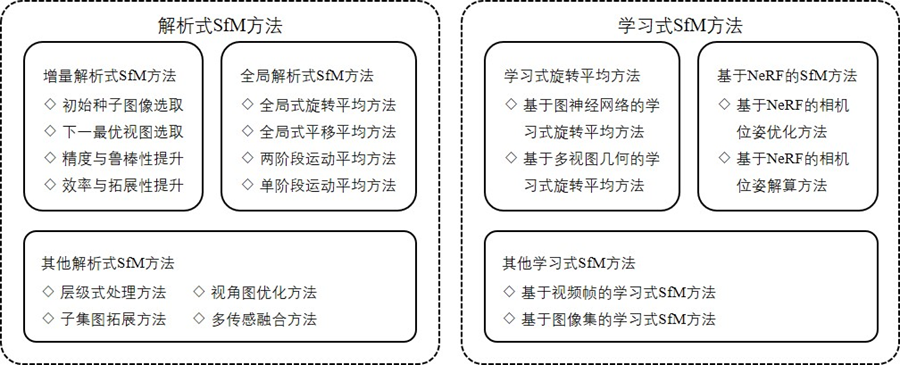 解析式SfM方法
增量解析式SfM方法
◇ 初始种子图像选取
◇ 下一最优视图选取
◇ 精度与鲁棒性提升
◇ 效率与拓展性提升
全局解析式SfM方法
◇ 全局式旋转平均方法
◇ 全局式平移平均方法
◇ 两阶段运动平均方法
◇ 单阶段运动平均方法
其他解析式SfM方法
◇ 层级式处理方法
◇ 视角图优化方法
◇ 子集图拓展方法
◇ 多传感融合方法
学习式SfM方法
学习式旋转平均方法
◇ 基于图神经网络的学
习式旋转平均方法
◇ 基于多视图几何的学
习式旋转平均方法
基于NeRF的SfM方法
◇ 基于NeRF的相机
位姿优化方法
◇ 基于NeRF的相机
位姿解算方法
其他学习式SfM方法
◇ 基于视频帧的学习式SfM方法
◇ 基于图像集的学习式SfM方法